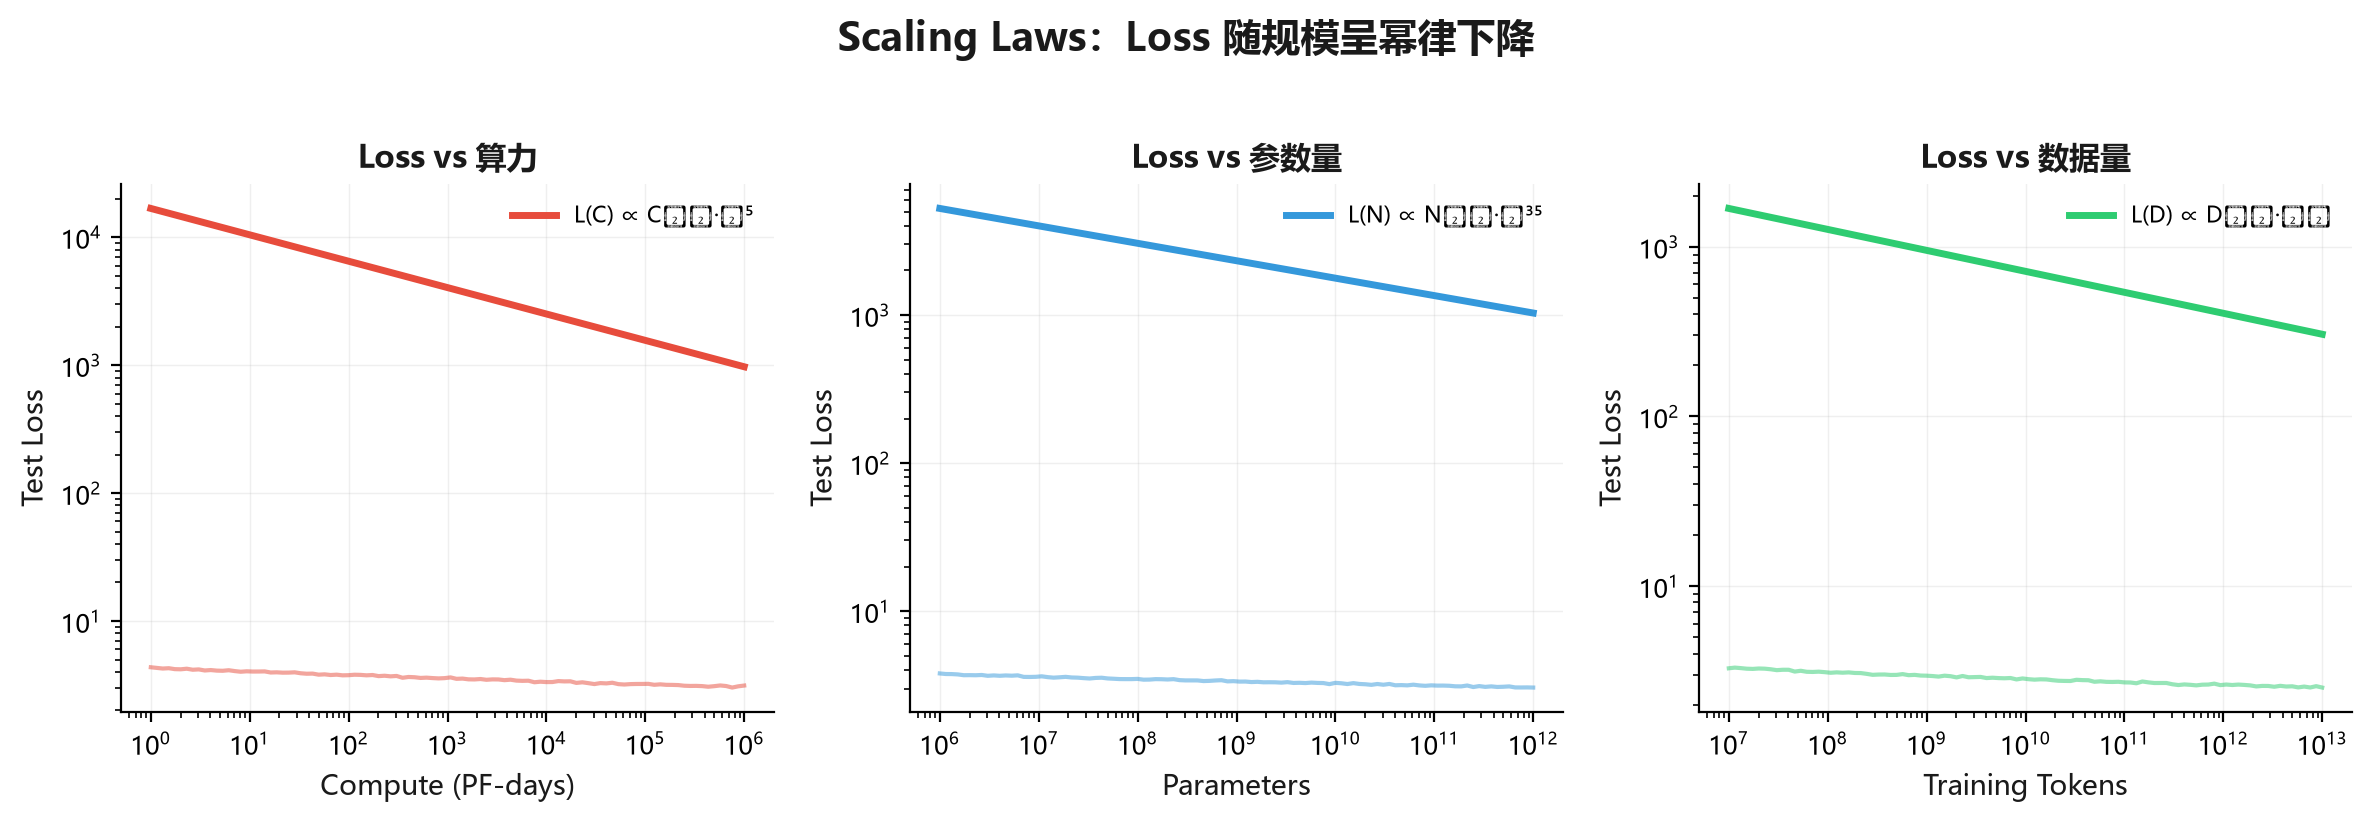 Scaling Laws：Loss 随规模呈幂律下降
Loss vs 算力
L(C) ∝ C·⁵
Test Loss
10⁴
10³
10²
10¹
10⁰ 10¹ 10² 10³ 10⁴ 10⁵ 10⁶
Compute (PF-days)
Loss vs 参数量
L(N) ∝ N·³⁵
Test Loss
10³
10²
10¹
10⁶ 10⁷ 10⁸ 10⁹ 10¹⁰ 10¹¹ 10¹²
Parameters
Loss vs 数据量
L(D) ∝ D·
Test Loss
10³
10²
10¹
10⁷ 10⁸ 10⁹ 10¹⁰ 10¹¹ 10¹² 10¹³
Training Tokens